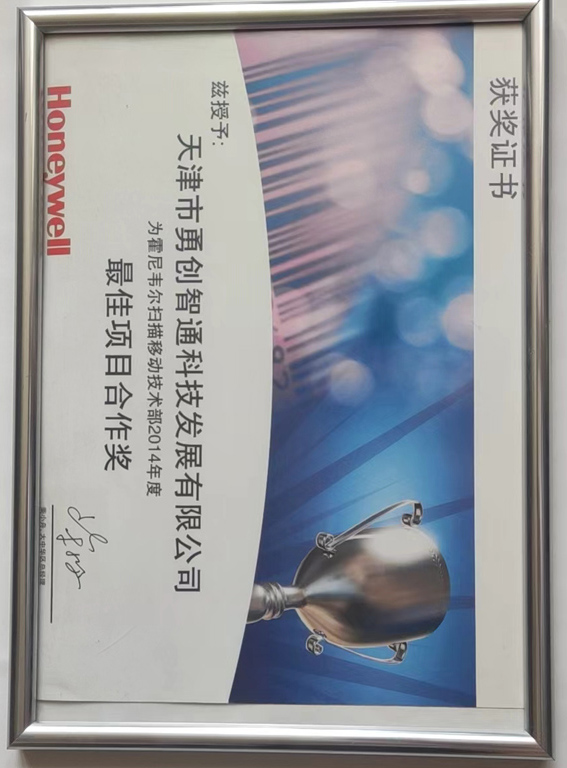 获奖证书
兹授予：
天津市勇创智通科技发展有限公司
为霍尼韦尔扫描移动技术部2014年度
最佳项目合作奖
Honeywell